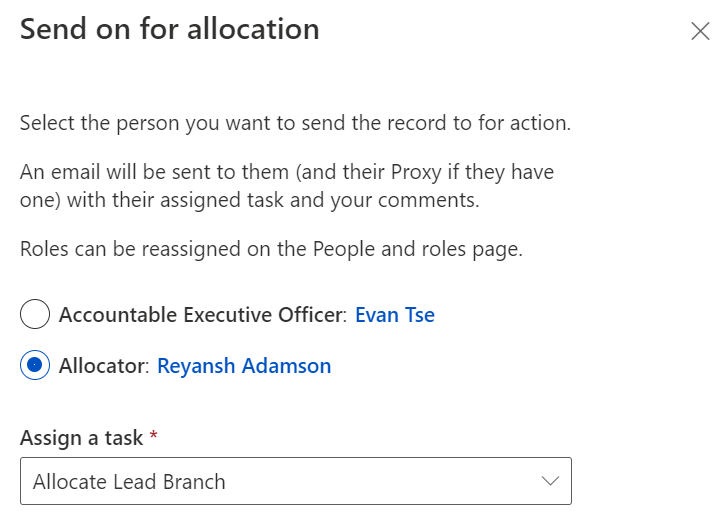 Send on for allocation
Select the person you want to send the record to for action.
An email will be sent to them (and their Proxy if they have
one) with their assigned task and your comments.
Roles can be reassigned on the People and roles page.
Accountable Executive Officer: Evan Tse
Allocator: Reyansh Adamson
Assign a task *
Allocate Lead Branch